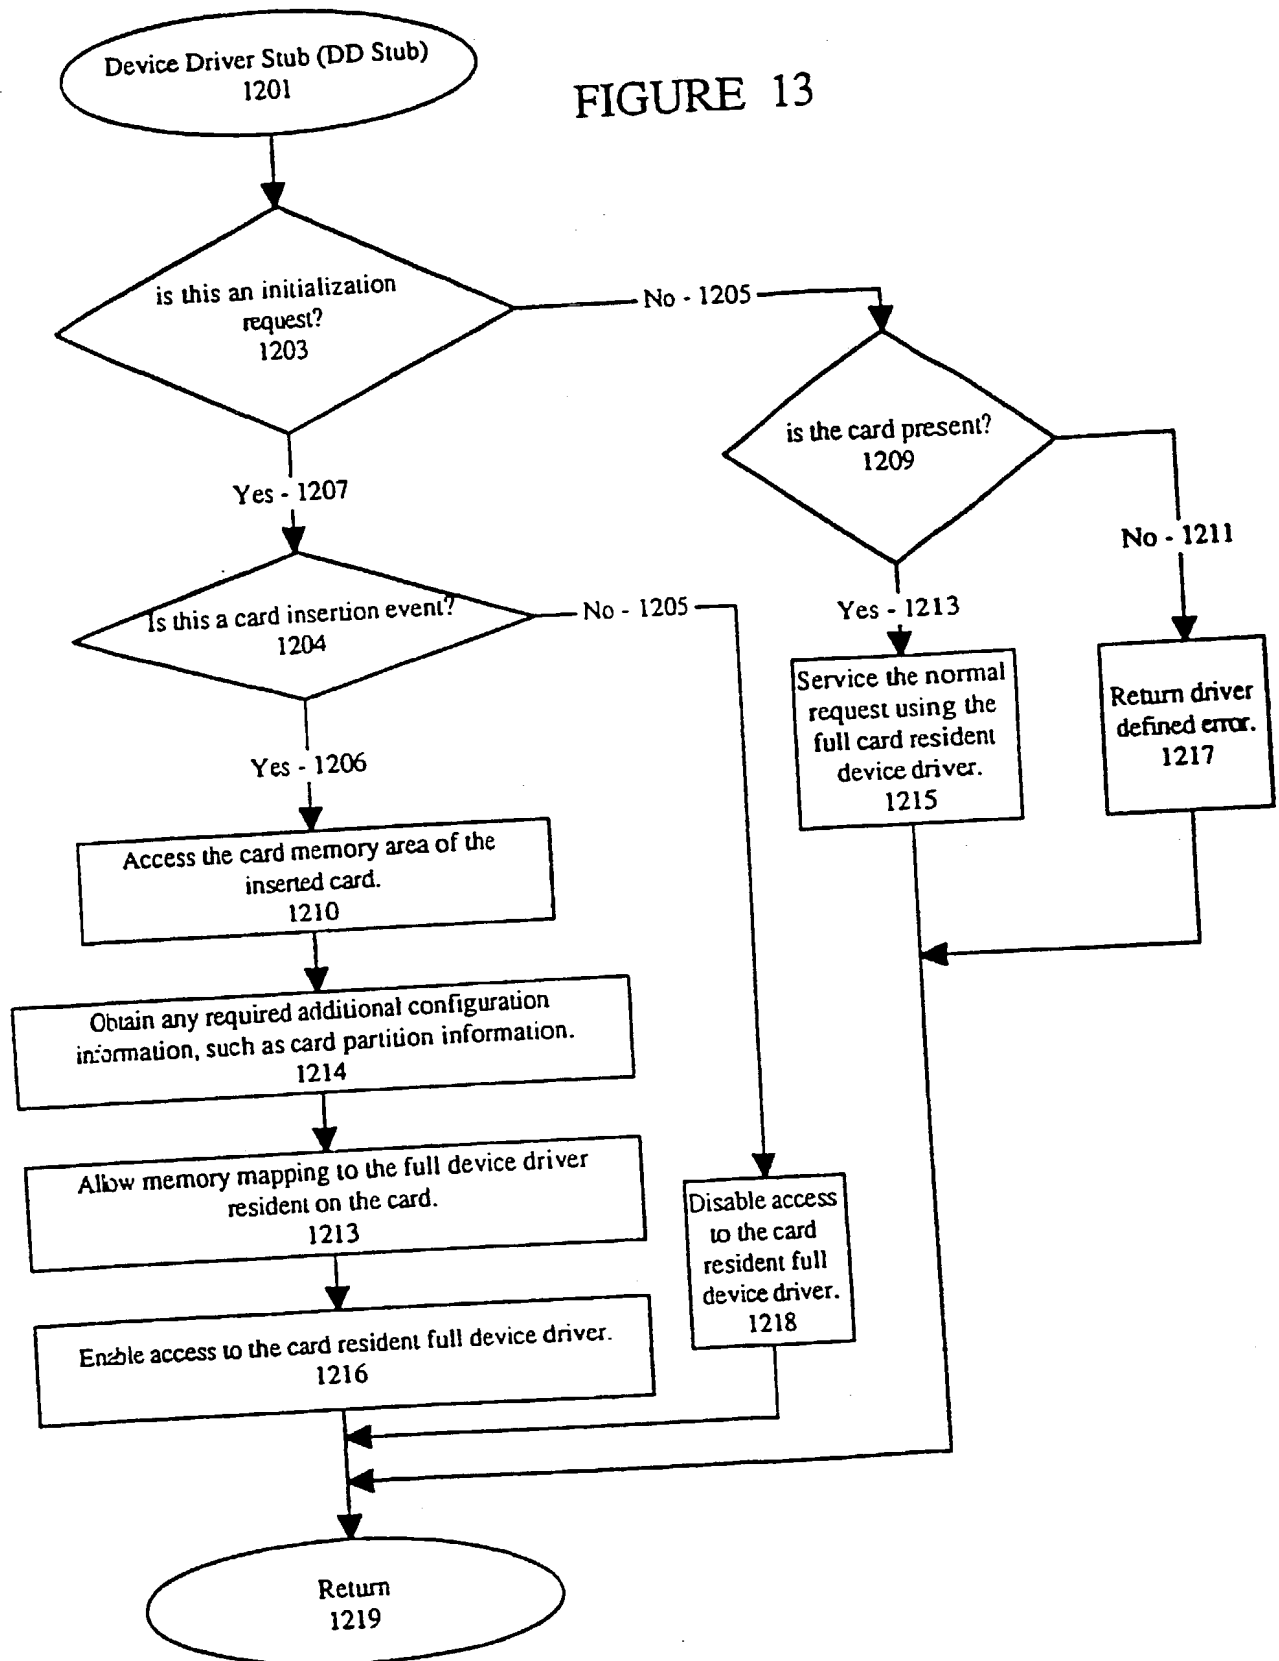 Device Driver Stub (DD Stub)
1201
FIGURE 13
is this an initialization
request?
1203
No - 1205
is the card present?
1209
Yes - 1207
No - 1211
Is this a card insertion event?
1204
No - 1205
Yes - 1213
Service the normal
request using the
full card resident
device driver.
1215
Return driver
defined error.
1217
Yes - 1206
Access the card memory area of the
inserted card.
1210
Obtain any required additional configuration
information, such as card partition information.
1214
Allow memory mapping to the full device driver
resident on the card.
1213
Disable access
to the card
resident full
device driver.
1218
Enable access to the card resident full device driver.
1216
Return
1219